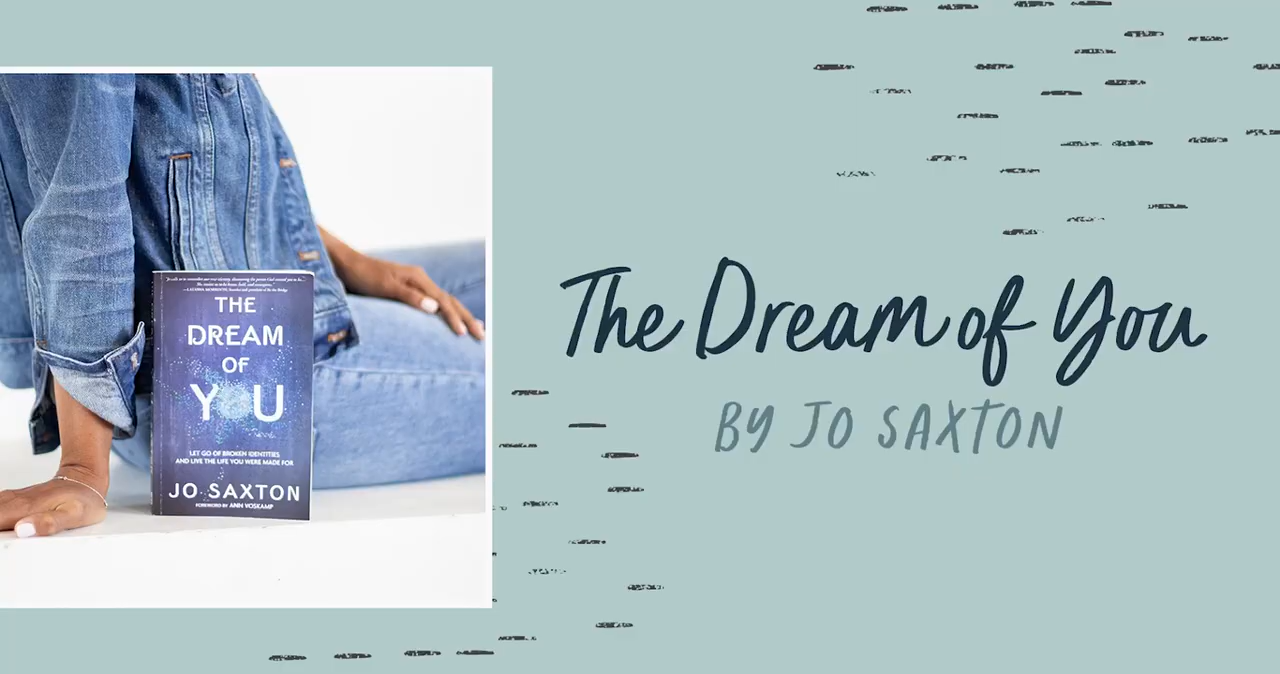 THE
DREAM
OF
YOU
LET GO OF BROKEN IDENTITIES
AND LIVE THE LIFE YOU WERE MADE FOR
JO SAXTON
FOREWORD BY ANN VOSKAMP
The Dream of You
BY JO SAXTON